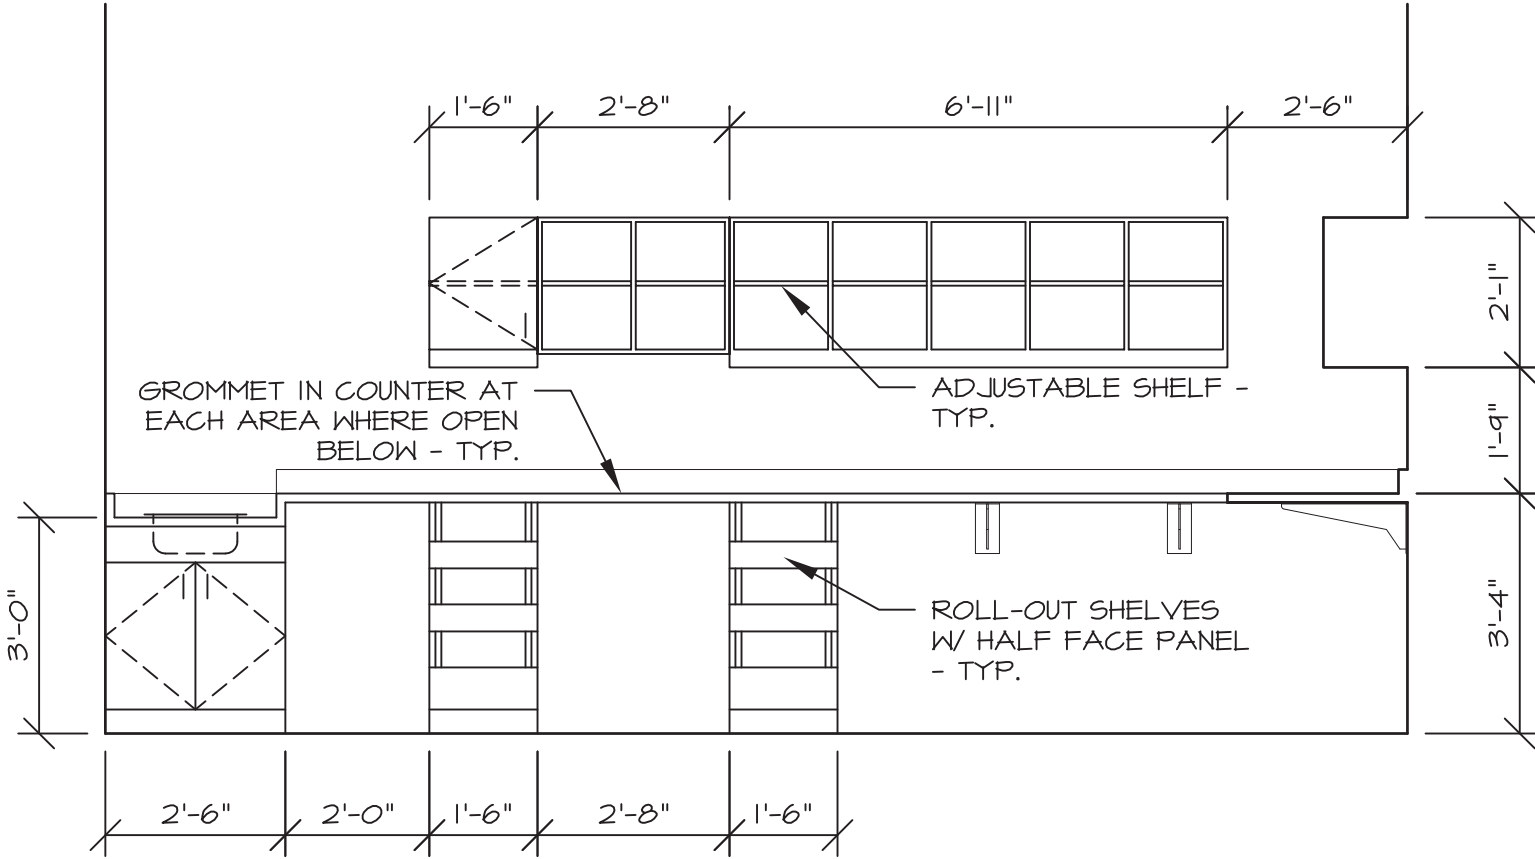 1'-6"
2'-8"
6'-11"
2'-6"
2'-1"
GROMMET IN COUNTER AT
EACH AREA WHERE OPEN
BELOW - TYP.
ADJUSTABLE SHELF -
TYP.
1'-9"
3'-0"
ROLL-OUT SHELVES
W/ HALF FACE PANEL
- TYP.
3'-4"
2'-6"
2'-0"
1'-6"
2'-8"
1'-6"